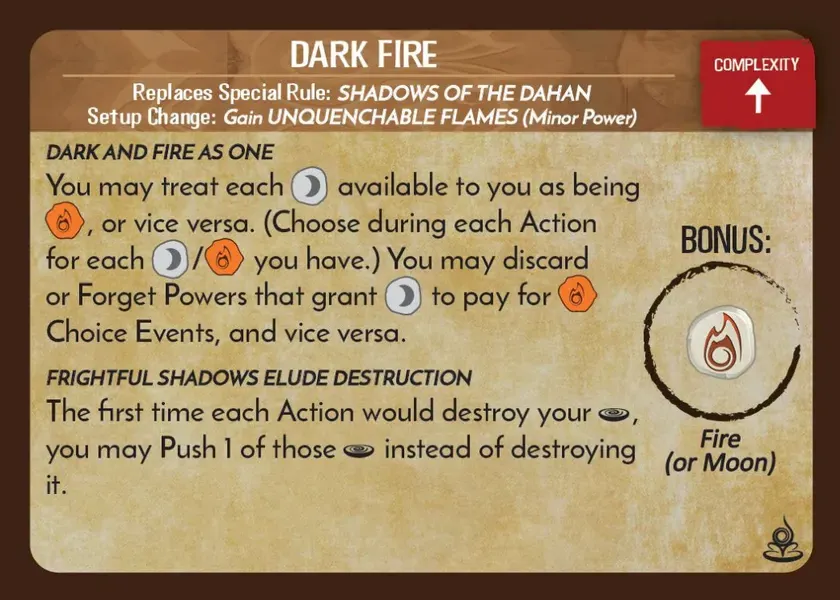 DARK FIRE
COMPLEXITY
Replaces Special Rule: SHADOWS OF THE DAHAN
Setup Change: Gain UNQUENCHABLE FLAMES (Minor Power)
DARK AND FIRE AS ONE
You may treat each available to you as being
, or vice versa. (Choose during each Action
for each / you have.) You may discard
or Forget Powers that grant to pay for
Choice Events, and vice versa.
BONUS:
Fire
(or Moon)
FRIGHTFUL SHADOWS ELUDE DESTRUCTION
The first time each Action would destroy your ,
you may Push 1 of those instead of destroying
it.